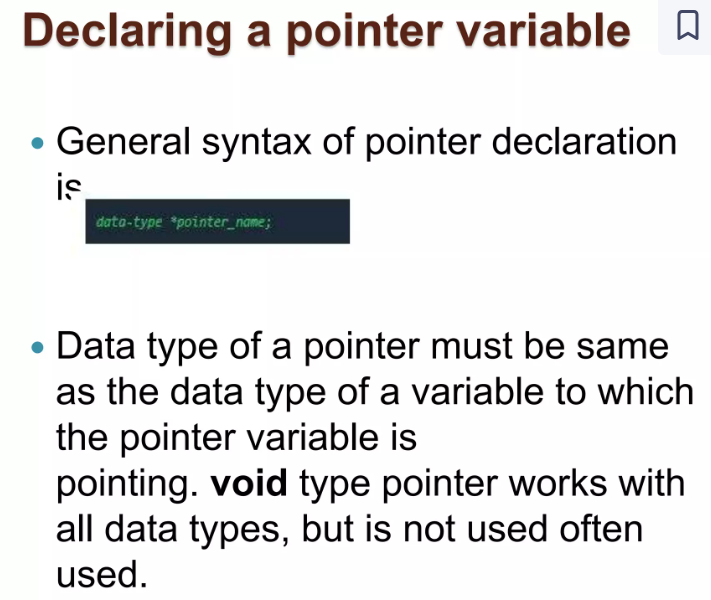 Declaring a pointer variable
• General syntax of pointer declaration
is
data-type *pointer_name;
• Data type of a pointer must be same
as the data type of a variable to which
the pointer variable is
pointing. void type pointer works with
all data types, but is not used often
used.